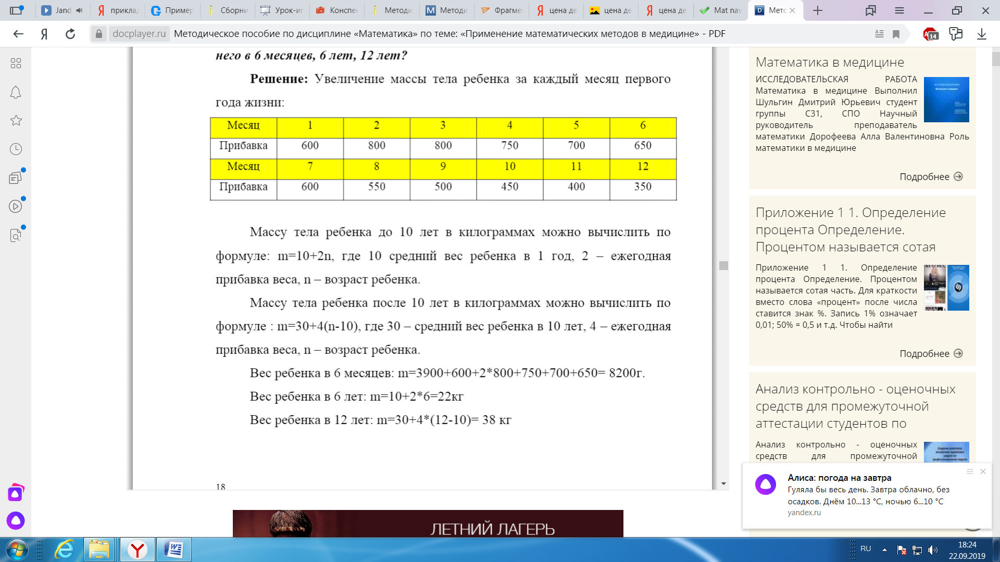 Jand
приклад
Пример
Сборни
Урок-иг
Конспек
Методи
Методи
Фрагмен
цена де
цена де
цена де
Mat nav
Мето
docplayer.ru Методическое пособие по дисциплине «Математика» по теме: «Применение математических методов в медицине» - PDF
14
него в 6 месяцев, 6 лет, 12 лет?
Решение: Увеличение массы тела ребенка за каждый месяц первого
года жизни:
Месяц 1 2 3 4 5 6
Прибавка 600 800 800 750 700 650
Месяц 7 8 9 10 11 12
Прибавка 600 550 500 450 400 350
Массу тела ребенка до 10 лет в килограммах можно вычислить по
формуле: m=10+2n, где 10 средний вес ребенка в 1 год, 2 – ежегодная
прибавка веса, n – возраст ребенка.
Массу тела ребенка после 10 лет в килограммах можно вычислить по
формуле : m=30+4(n-10), где 30 – средний вес ребенка в 10 лет, 4 – ежегодная
прибавка веса, n – возраст ребенка.
Вес ребенка в 6 месяцев: m=3900+600+2*800+750+700+650= 8200г.
Вес ребенка в 6 лет: m=10+2*6=22кг
Вес ребенка в 12 лет: m=30+4*(12-10)= 38 кг
18
ЛЕТНИЙ ЛАГЕРЬ
Математика в медицине
ИССЛЕДОВАТЕЛЬСКАЯ РАБОТА
Математика в медицине Выполнил
Шульгин Дмитрий Юрьевич студент
группы С31, СПО Научный
руководитель преподаватель
математики Дорофеева Алла Валентиновна Роль
математики в медицине
Подробнее
Приложение 1 1. Определение
процента Определение.
Процентом называется сотая
Приложение 1 1. Определение
процента Определение. Процентом
называется сотая часть. Для краткости
вместо слова «процент» после числа
ставится знак %. Запись 1% означает
0,01; 50% = 0,5 и т.д. Чтобы найти
Подробнее
Анализ контрольно - оценочных
средств для промежуточной
аттестации студентов по
Анализ контрольно - оценочных
средств для промежуточной
Алиса: погода на завтра
Гуляла бы весь день. Завтра облачно, без
осадков. Днём 10...13 °C, ночью 6...10 °C
yandex.ru
RU
18:24
22.09.2019